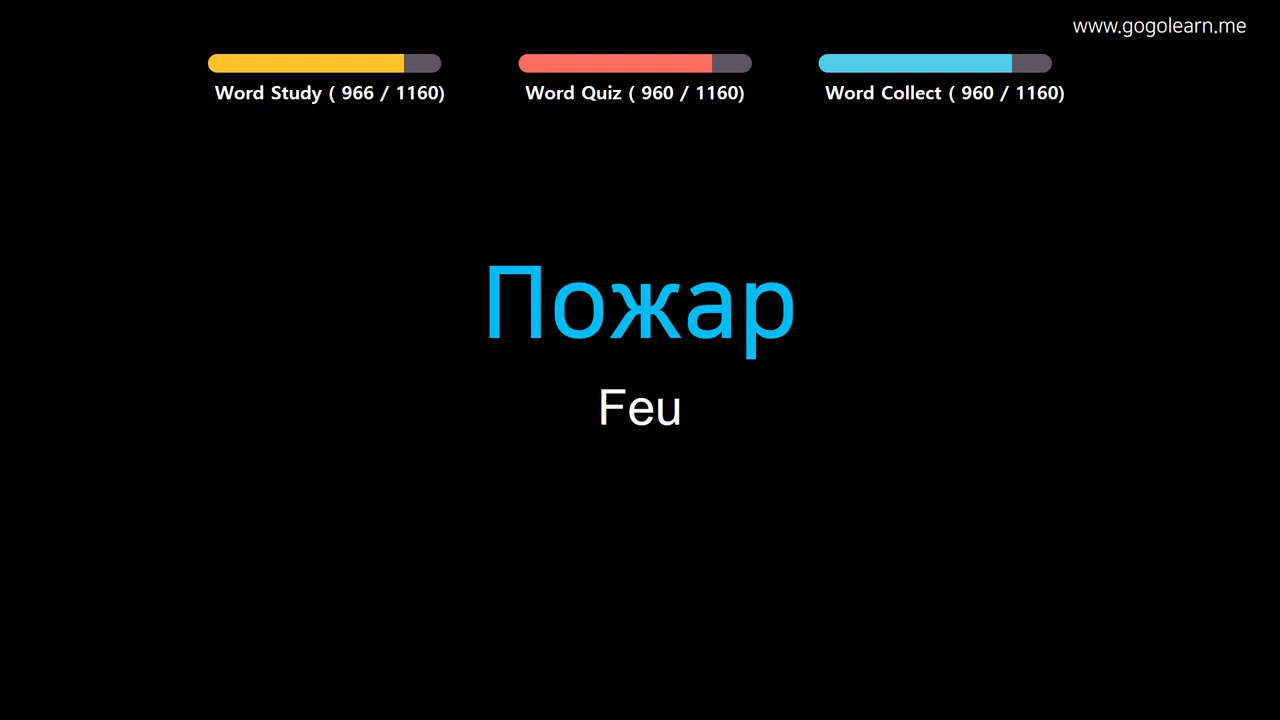 www.gogolearn.me
Word Study ( 966 / 1160)
Word Quiz ( 960 / 1160)
Word Collect ( 960 / 1160)
Пожар
Feu